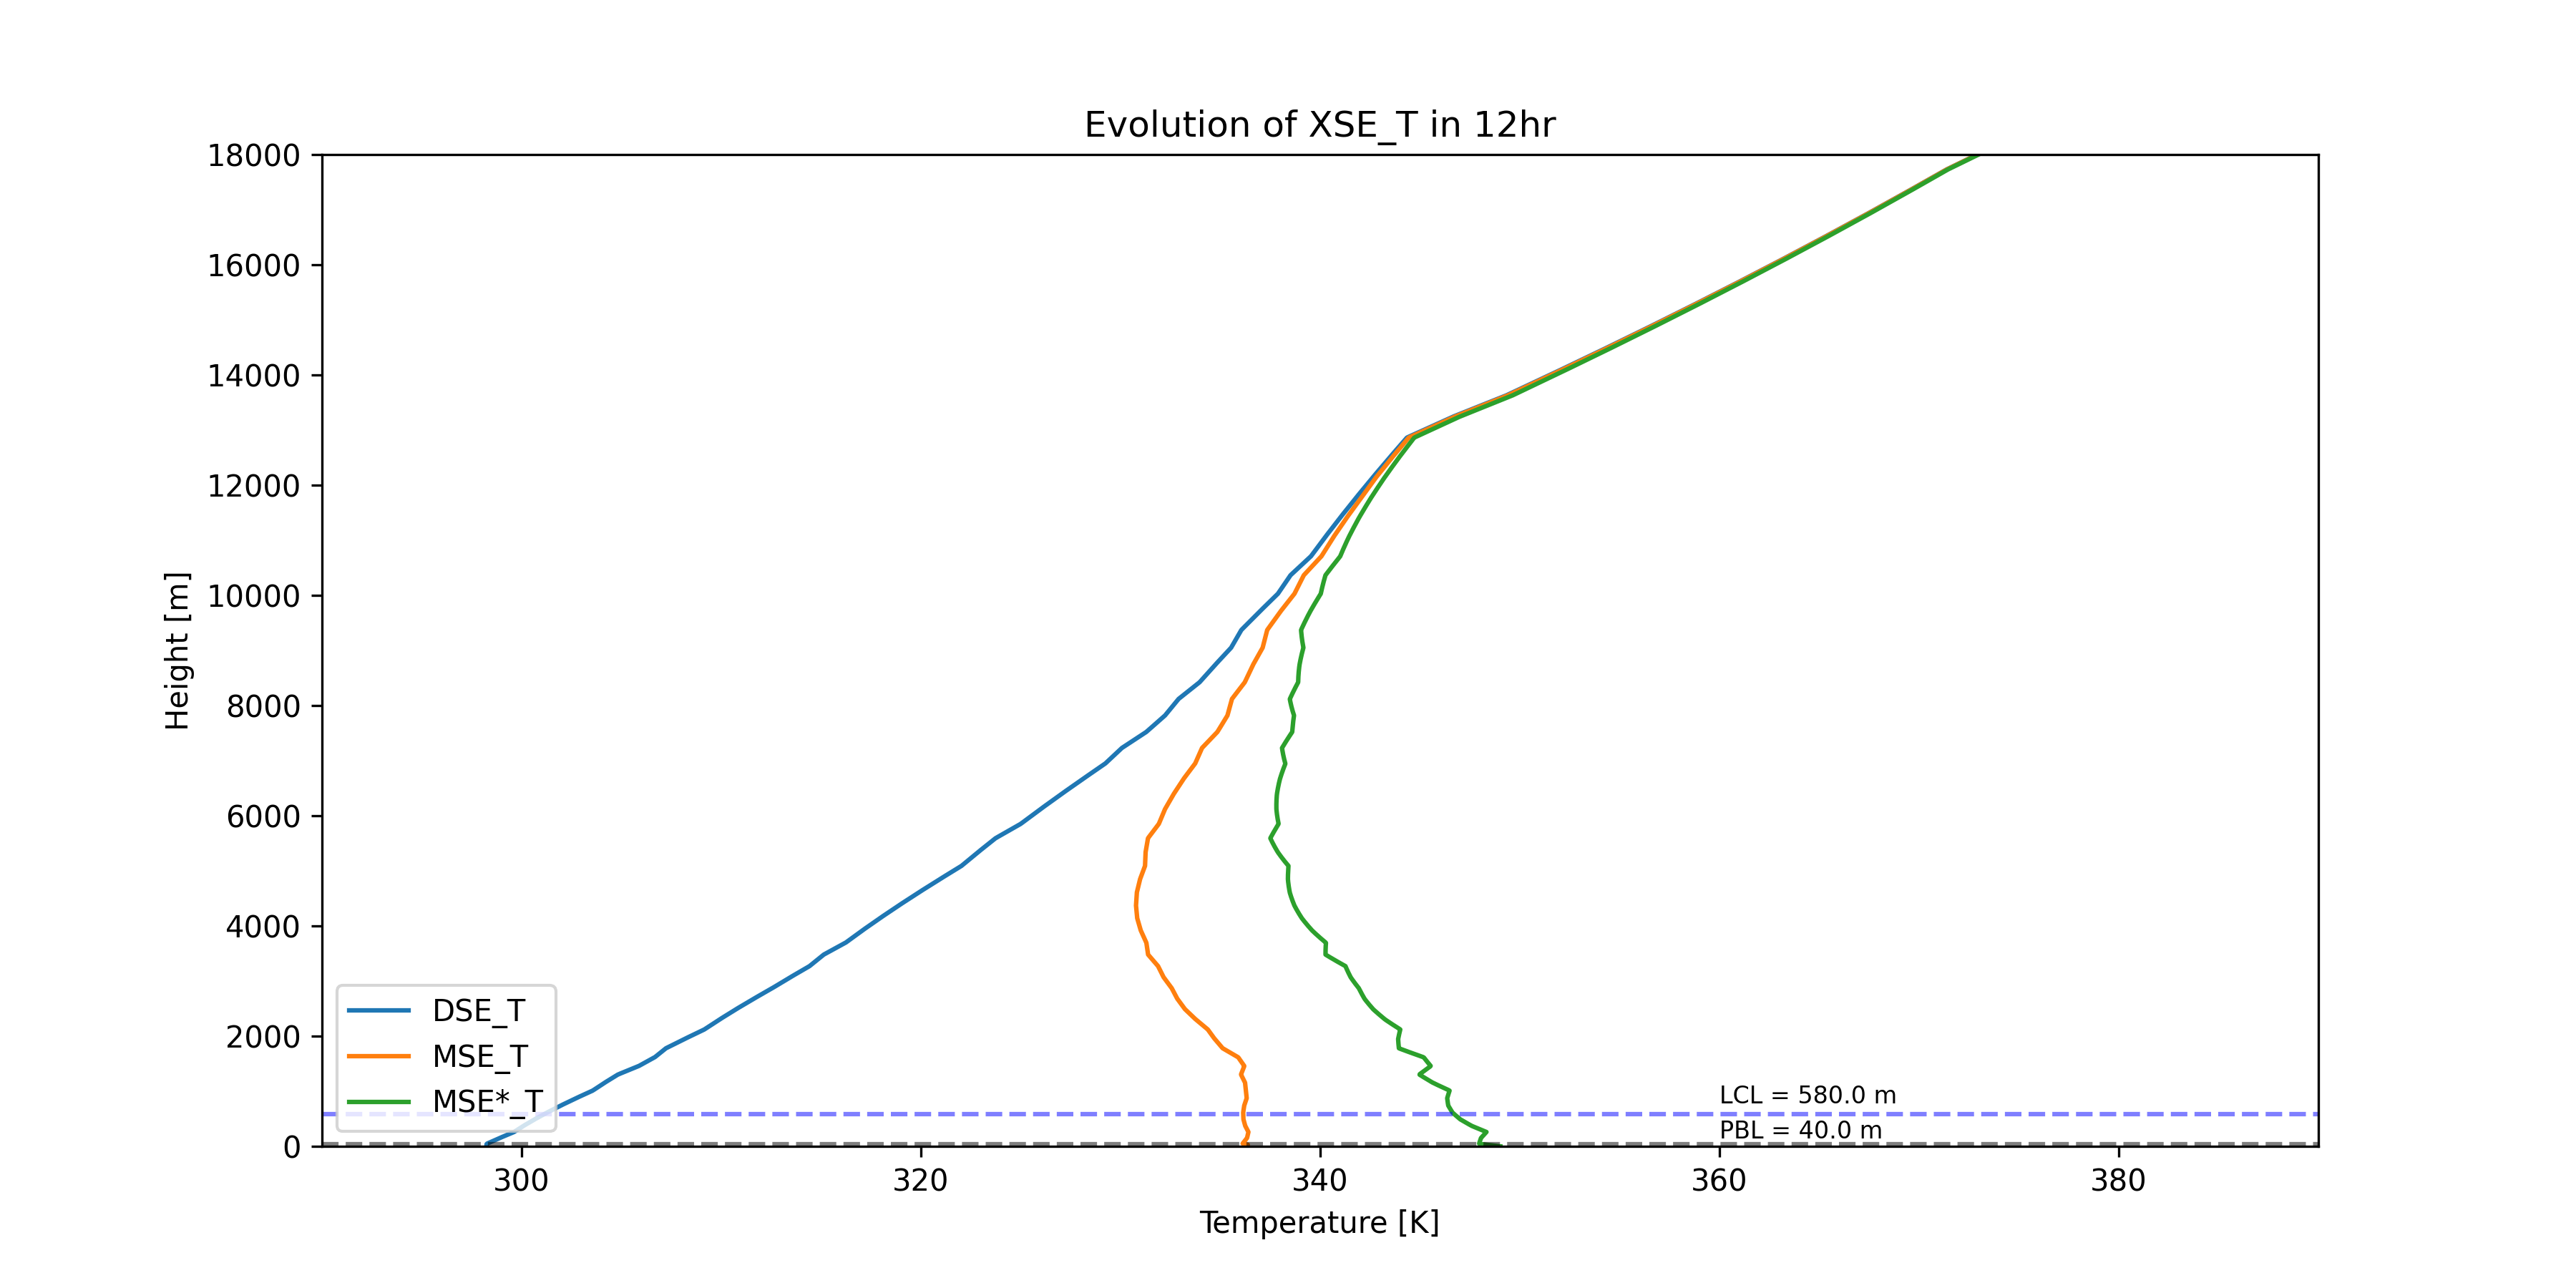 Evolution of XSE_T in 12hr
18000
16000
14000
12000
10000
8000
6000
4000
2000
0
Height [m]
DSE_T
MSE_T
MSE*_T
LCL = 580.0 m
PBL = 40.0 m
300 320 340 360 380
Temperature [K]